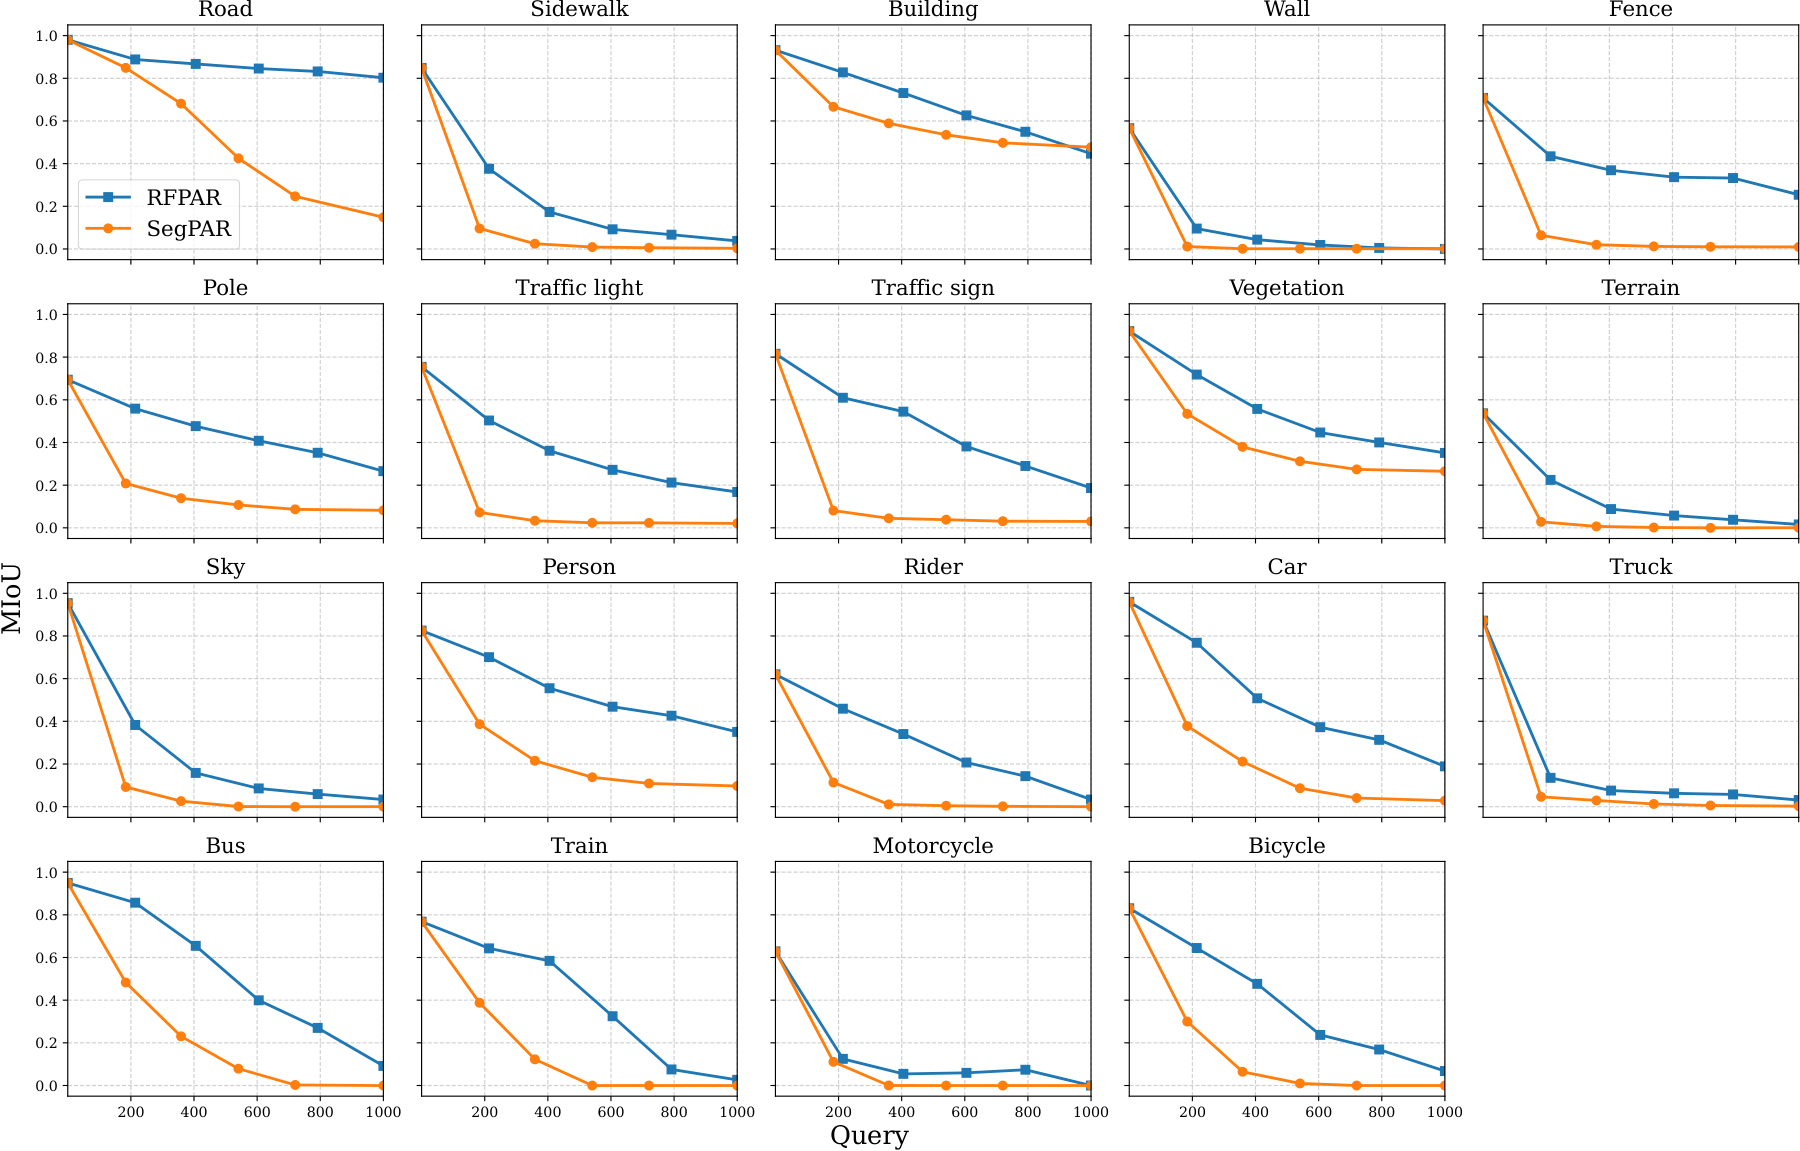 Road Sidewalk Building Wall Fence
1.0
0.8
0.6
0.4
0.2
0.0
RFPAR
SegPAR
Pole Traffic light Traffic sign Vegetation Terrain
1.0
0.8
0.6
0.4
0.2
0.0
Sky Person Rider Car Truck
MIoU
1.0
0.8
0.6
0.4
0.2
0.0
Bus Train Motorcycle Bicycle
1.0
0.8
0.6
0.4
0.2
0.0
200 400 600 800 1000 200 400 600 800 1000 200 400 600 800 1000 200 400 600 800 1000
Query